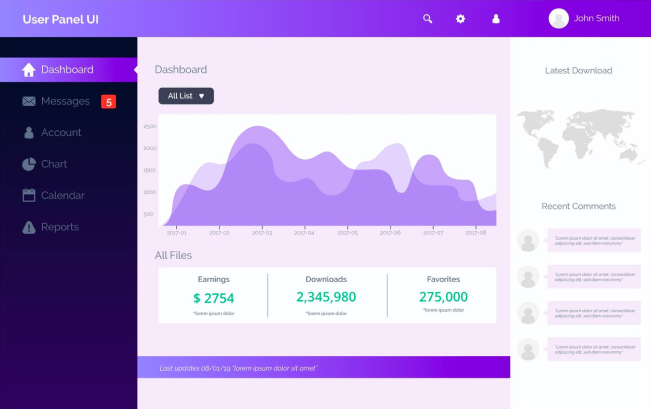 User Panel UI
John Smith
Dashboard
Messages 5
Account
Chart
Calendar
Reports
Dashboard
All List
2500
2000
1500
1000
500
2017-01 2017-02 2017-03 2017-04 2017-05 2017-06 2017-07 2017-08
All Files
Earnings
$ 2754
*lorem ipsum dolor
Downloads
2,345,980
*lorem ipsum dolor
Favorites
275,000
*lorem ipsum dolor
Last updates 08/01/19 "lorem ipsum dolor sit amet"
Latest Download
Recent Comments
"Lorem ipsum dolor sit amet, consectetuer
adipiscing elit, sed diam nonummy"
"Lorem ipsum dolor sit amet, consectetuer
adipiscing elit, sed diam nonummy"
"Lorem ipsum dolor sit amet, consectetuer
adipiscing elit, sed diam nonummy"
"Lorem ipsum dolor sit amet, consectetuer
adipiscing elit, sed diam nonummy"